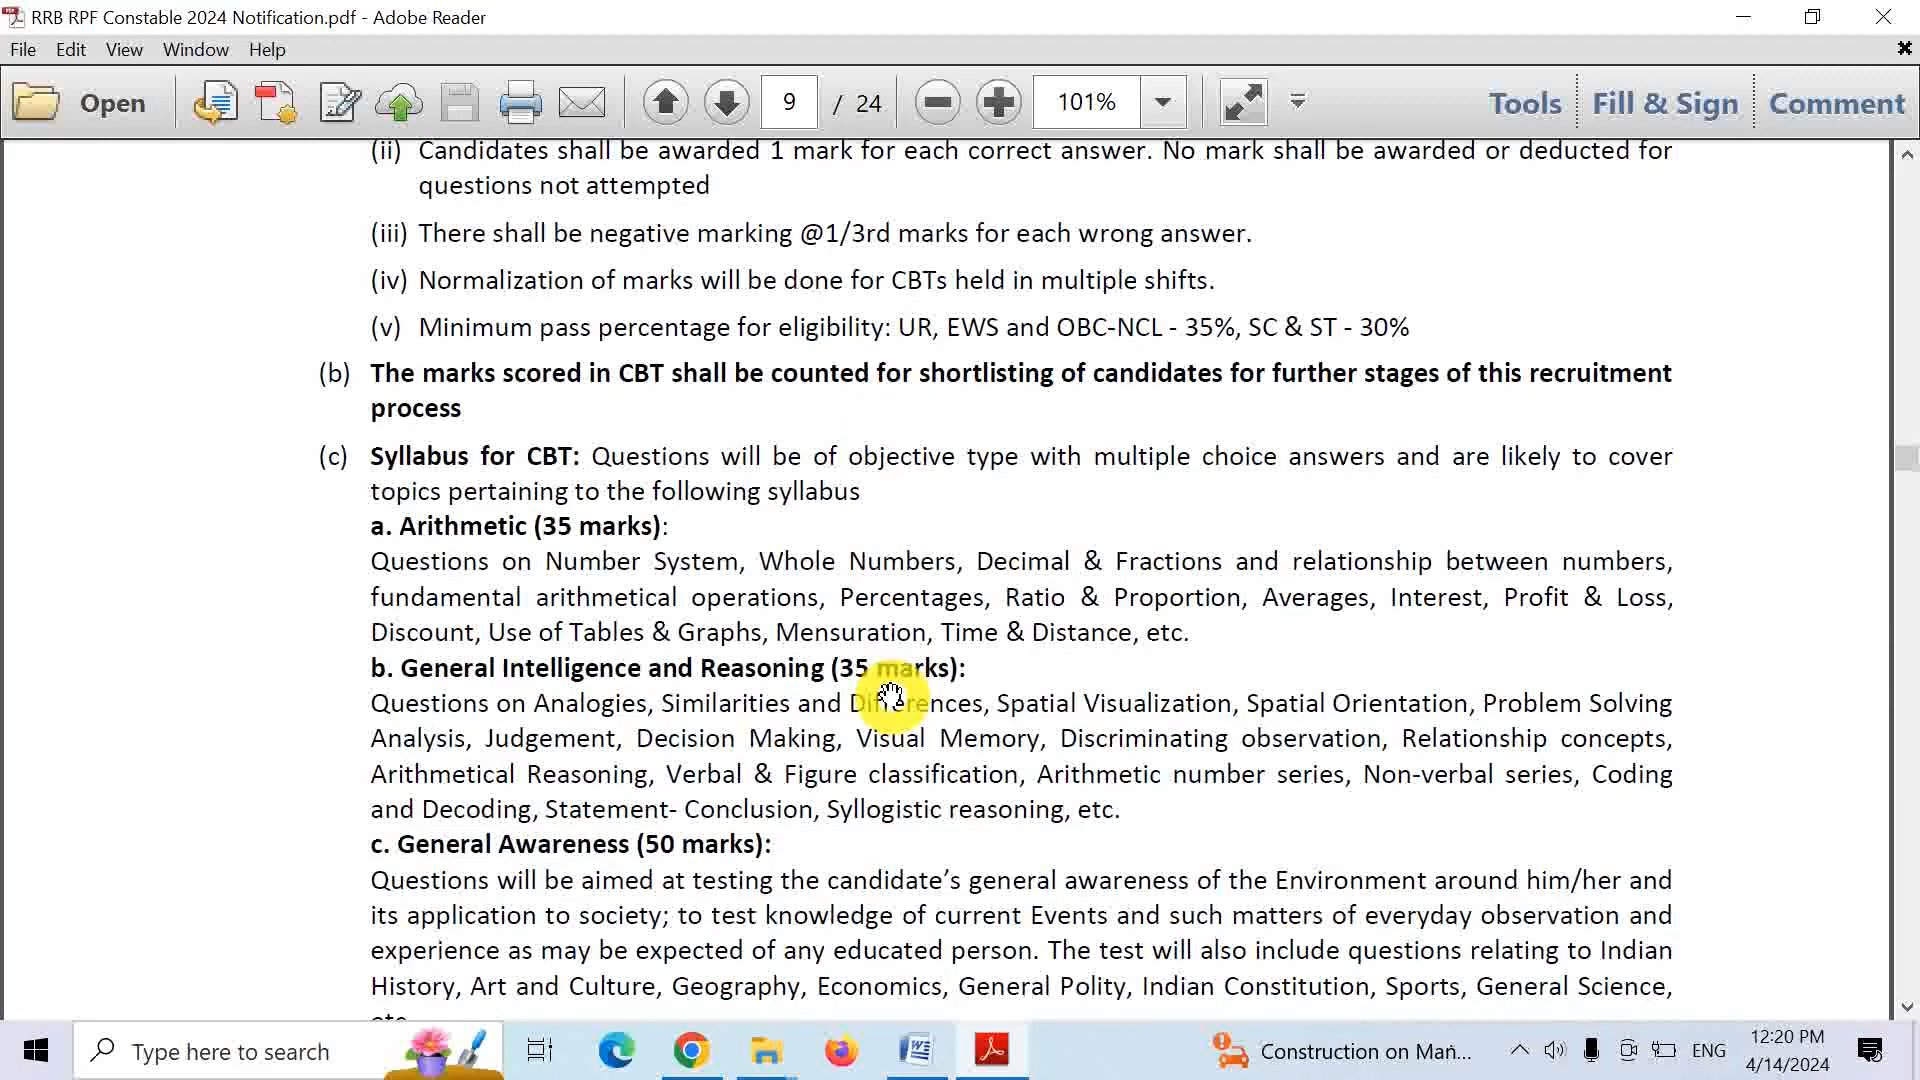 RRB RPF Constable 2024 Notification.pdf - Adobe Reader
File Edit View Window Help
Open 9 / 24 101% Tools Fill & Sign Comment
(ii) Candidates shall be awarded 1 mark for each correct answer. No mark shall be awarded or deducted for
questions not attempted
(iii) There shall be negative marking @1/3rd marks for each wrong answer.
(iv) Normalization of marks will be done for CBTs held in multiple shifts.
(v) Minimum pass percentage for eligibility: UR, EWS and OBC-NCL - 35%, SC & ST - 30%
(b) The marks scored in CBT shall be counted for shortlisting of candidates for further stages of this recruitment
process
(c) Syllabus for CBT: Questions will be of objective type with multiple choice answers and are likely to cover
topics pertaining to the following syllabus
a. Arithmetic (35 marks):
Questions on Number System, Whole Numbers, Decimal & Fractions and relationship between numbers,
fundamental arithmetical operations, Percentages, Ratio & Proportion, Averages, Interest, Profit & Loss,
Discount, Use of Tables & Graphs, Mensuration, Time & Distance, etc.
b. General Intelligence and Reasoning (35 marks):
Questions on Analogies, Similarities and Differences, Spatial Visualization, Spatial Orientation, Problem Solving
Analysis, Judgement, Decision Making, Visual Memory, Discriminating observation, Relationship concepts,
Arithmetical Reasoning, Verbal & Figure classification, Arithmetic number series, Non-verbal series, Coding
and Decoding, Statement- Conclusion, Syllogistic reasoning, etc.
c. General Awareness (50 marks):
Questions will be aimed at testing the candidate's general awareness of the Environment around him/her and
its application to society; to test knowledge of current Events and such matters of everyday observation and
experience as may be expected of any educated person. The test will also include questions relating to Indian
History, Art and Culture, Geography, Economics, General Polity, Indian Constitution, Sports, General Science,
etc
Type here to search Construction on Man... ENG 12:20 PM
4/14/2024